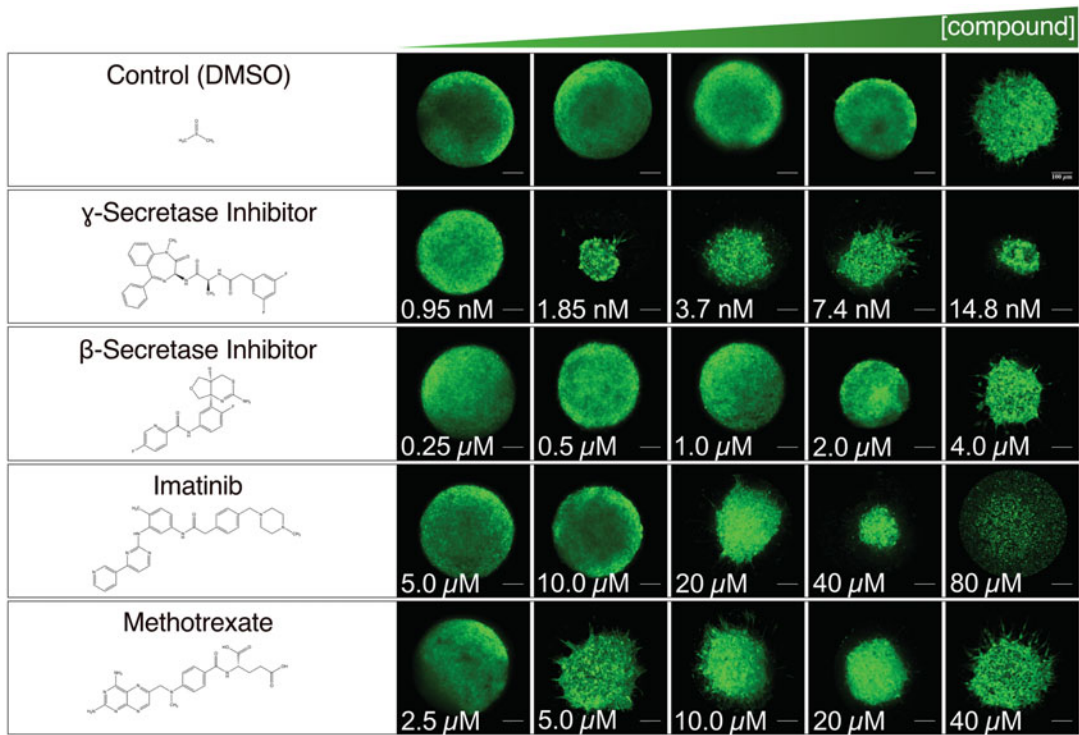 [compound]
Control (DMSO)
100 µm
γ-Secretase Inhibitor
0.95 nM
1.85 nM
3.7 nM
7.4 nM
14.8 nM
β-Secretase Inhibitor
0.25 µM
0.5 µM
1.0 µM
2.0 µM
4.0 µM
Imatinib
5.0 µM
10.0 µM
20 µM
40 µM
80 µM
Methotrexate
2.5 µM
5.0 µM
10.0 µM
20 µM
40 µM